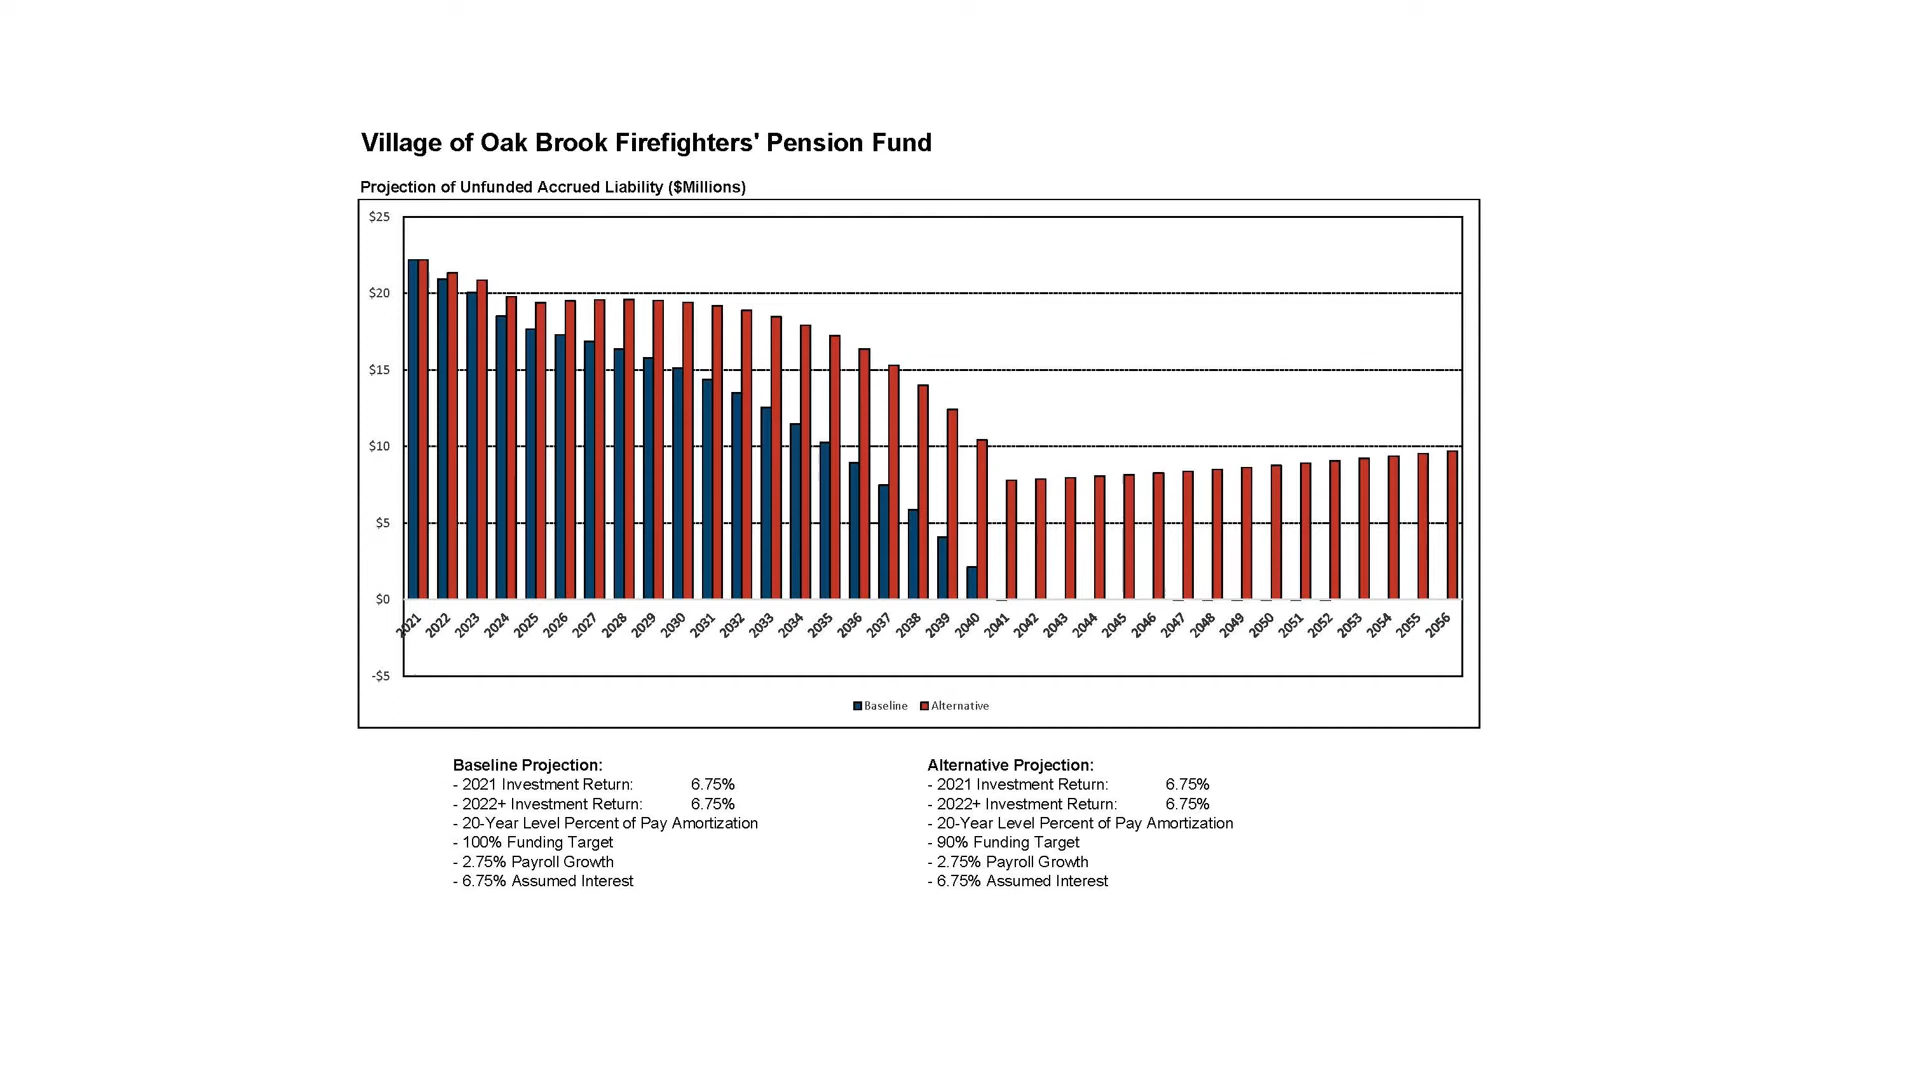 Village of Oak Brook Firefighters' Pension Fund
Projection of Unfunded Accrued Liability ($Millions)
$25
$20
$15
$10
$5
$0
-$5
2021 2022 2023 2024 2025 2026 2027 2028 2029 2030 2031 2032 2033 2034 2035 2036 2037 2038 2039 2040 2041 2042 2043 2044 2045 2046 2047 2048 2049 2050 2051 2052 2053 2054 2055 2056
Baseline Alternative
Baseline Projection:
- 2021 Investment Return: 6.75%
- 2022+ Investment Return: 6.75%
- 20-Year Level Percent of Pay Amortization
- 100% Funding Target
- 2.75% Payroll Growth
- 6.75% Assumed Interest
Alternative Projection:
- 2021 Investment Return: 6.75%
- 2022+ Investment Return: 6.75%
- 20-Year Level Percent of Pay Amortization
- 90% Funding Target
- 2.75% Payroll Growth
- 6.75% Assumed Interest